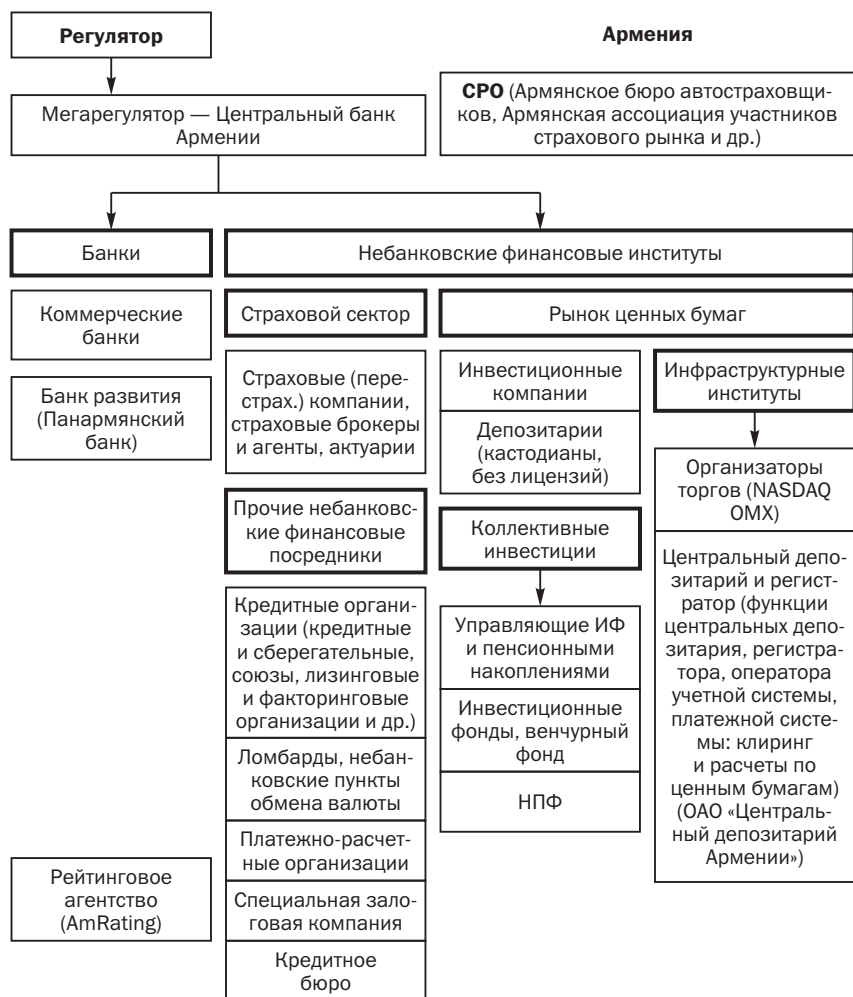 Регулятор
Армения
Мегарегулятор — Центральный банк
Армении
СРО (Армянское бюро автостраховщи-
ков, Армянская ассоциация участников
страхового рынка и др.)
Банки
Небанковские финансовые институты
Коммерческие
банки
Банк развития
(Панармянский
банк)
Рейтинговое
агентство
(AmRating)
Страховой сектор
Страховые (пере-
страх.) компании,
страховые брокеры
и агенты, актуарии
Прочие небанковс-
кие финансовые
посредники
Кредитные органи-
зации (кредитные
и сберегательные,
союзы, лизинговые
и факторинговые
организации и др.)
Ломбарды, небан-
ковские пункты
обмена валюты
Платежно-расчет-
ные организации
Специальная зало-
говая компания
Кредитное
бюро
Рынок ценных бумаг
Инвестиционные
компании
Депозитарии
(кастодианы,
без лицензий)
Коллективные
инвестиции
Управляющие ИФ
и пенсионными
накоплениями
Инвестиционные
фонды, венчурный
фонд
НПФ
Инфраструктурные
институты
Организаторы
торгов (NASDAQ
OMX)
Центральный депо-
зитарий и регист-
ратор (функции
центральных депо-
зитария, регистра-
тора, оператора
учетной системы,
платежной систе-
мы: клиринг
и расчеты по
ценным бумагам)
(ОАО «Централь-
ный депозитарий
Армении»)